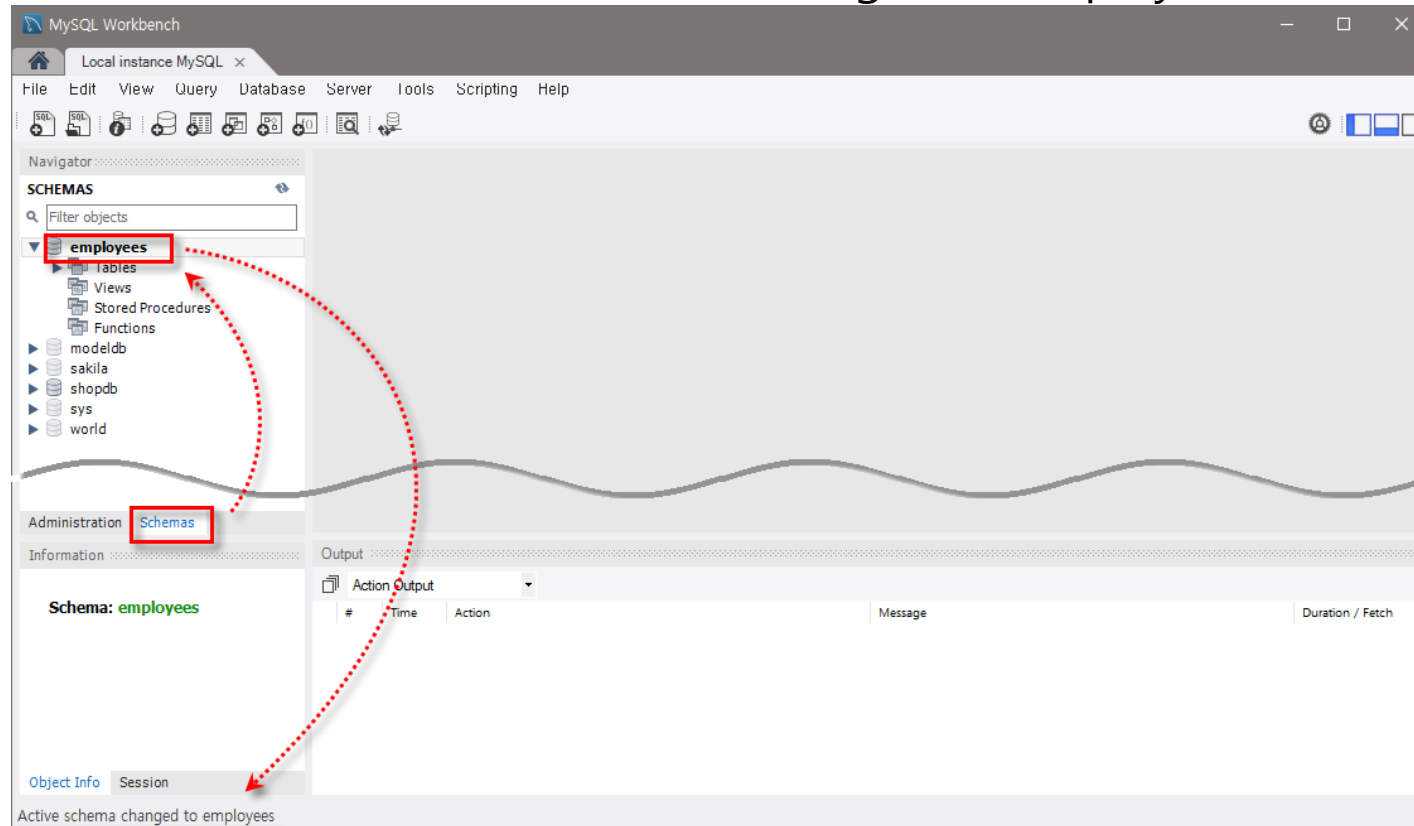 MySQL Workbench
Local instance MySQL ×
File Edit View Query Database Server Tools Scripting Help
Navigator
SCHEMAS
Filter objects
employees
Tables
Views
Stored Procedures
Functions
modeldb
sakila
shopdb
sys
world
Administration Schemas
Information
Schema: employees
Object Info Session
Output
Action Output
# Time Action Message Duration / Fetch
Active schema changed to employees